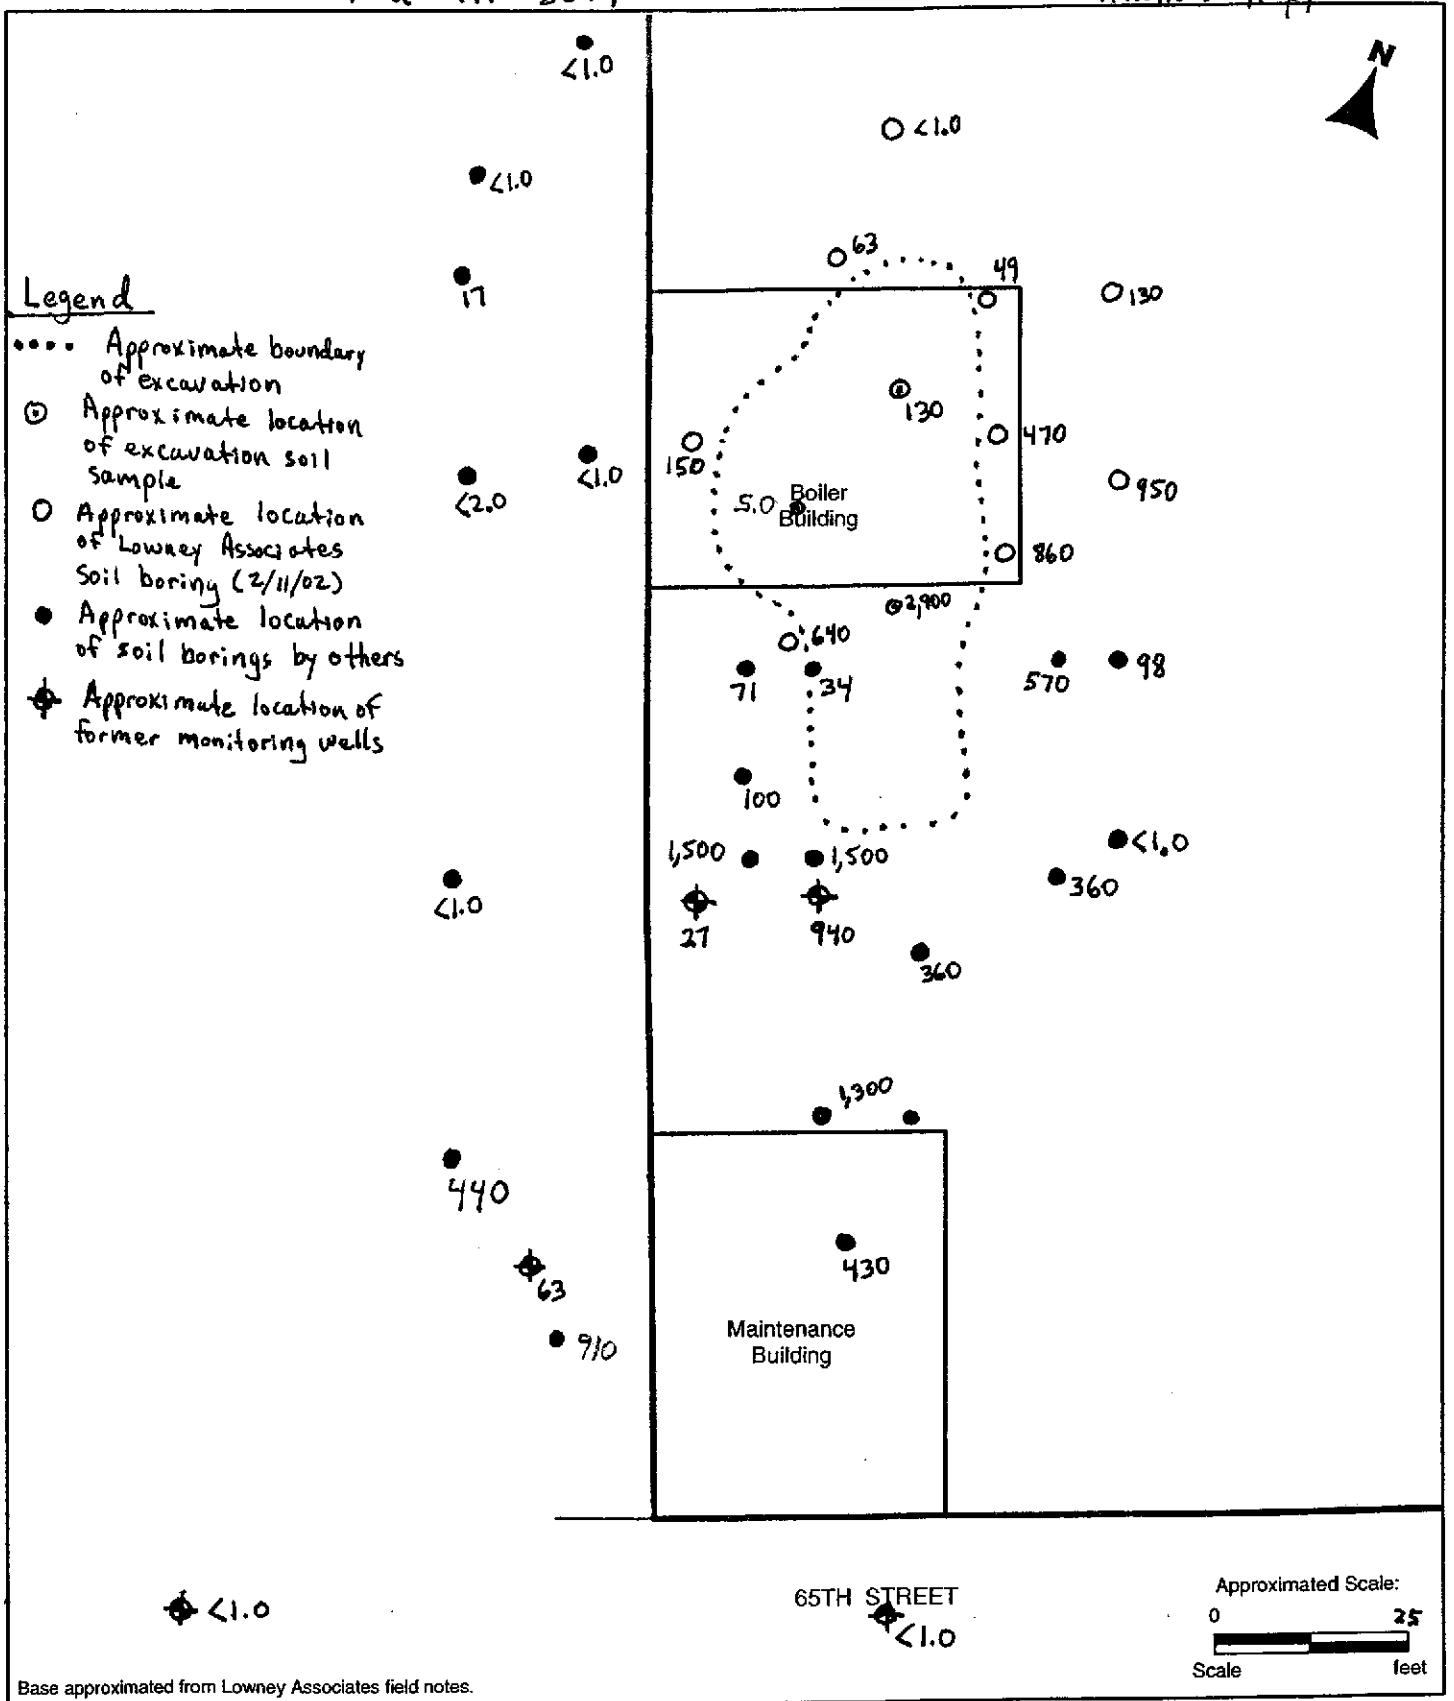 <1.0
N
<1.0
<1.0
63
49
17
130
Legend
Approximate boundary
of excavation
Approximate location
of excavation soil
sample
Approximate location
of Lowney Associates
soil boring (2/11/02)
Approximate location
of soil borings by others
Approximate location of
former monitoring wells
130
470
150
<1.0
<2.0
950
5.0
Boiler
Building
860
2,900
640
71
34
570
98
100
1,500
1,500
<1.0
360
<1.0
27
940
360
1,300
440
430
63
Maintenance
Building
910
65TH STREET
<1.0
<1.0
Approximated Scale:
0 25
Scale feet
Base approximated from Lowney Associates field notes.